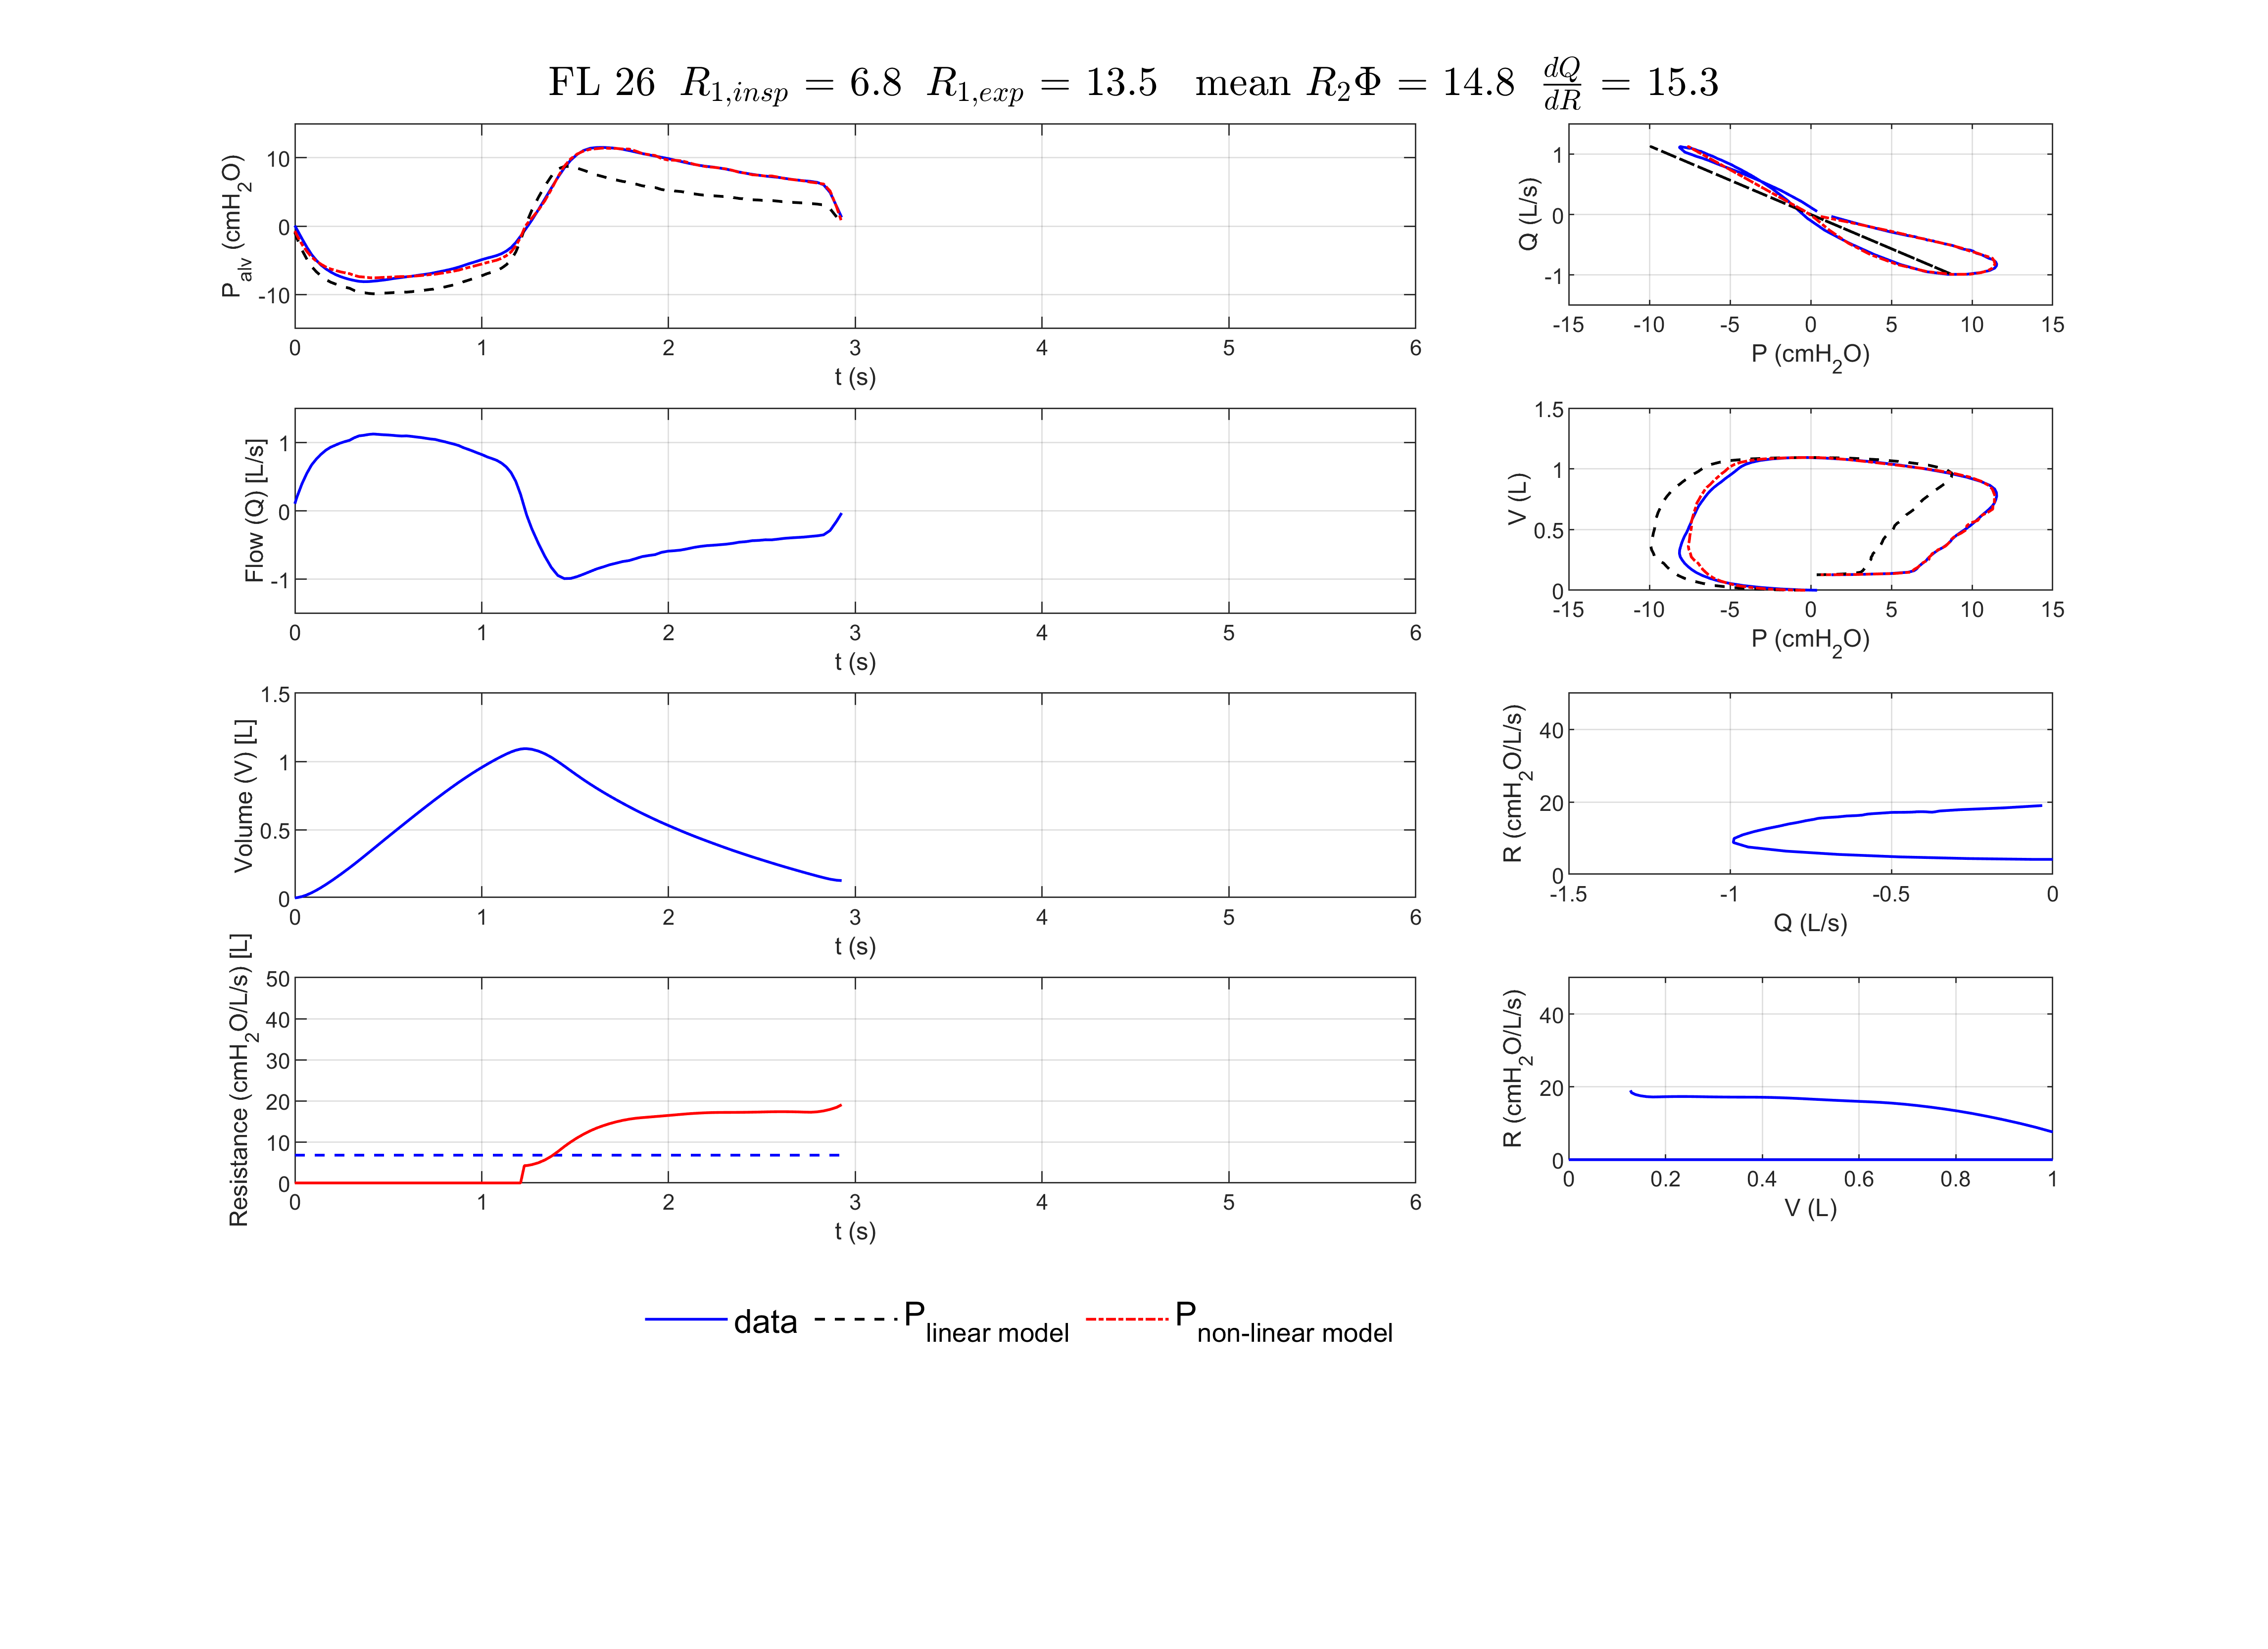 FL 26 R1,insp = 6.8 R1,exp = 13.5 mean R2Φ = 14.8 dQ/dR = 15.3
Palv (cmH2O)
10
0
-10
0 1 2 3 4 5 6
t (s)
Q (L/s)
1
0
-1
-15 -10 -5 0 5 10 15
P (cmH2O)
Flow (Q) [L/s]
1
0
-1
0 1 2 3 4 5 6
t (s)
V (L)
1.5
1
0.5
0
-15 -10 -5 0 5 10 15
P (cmH2O)
Volume (V) [L]
1.5
1
0.5
0
0 1 2 3 4 5 6
t (s)
R (cmH2O/L/s)
40
20
0
-1.5 -1 -0.5 0
Q (L/s)
Resistance (cmH2O/L/s) [L]
50
40
30
20
10
0
0 1 2 3 4 5 6
t (s)
R (cmH2O/L/s)
40
20
0
0 0.2 0.4 0.6 0.8 1
V (L)
data Plinear model Pnon-linear model